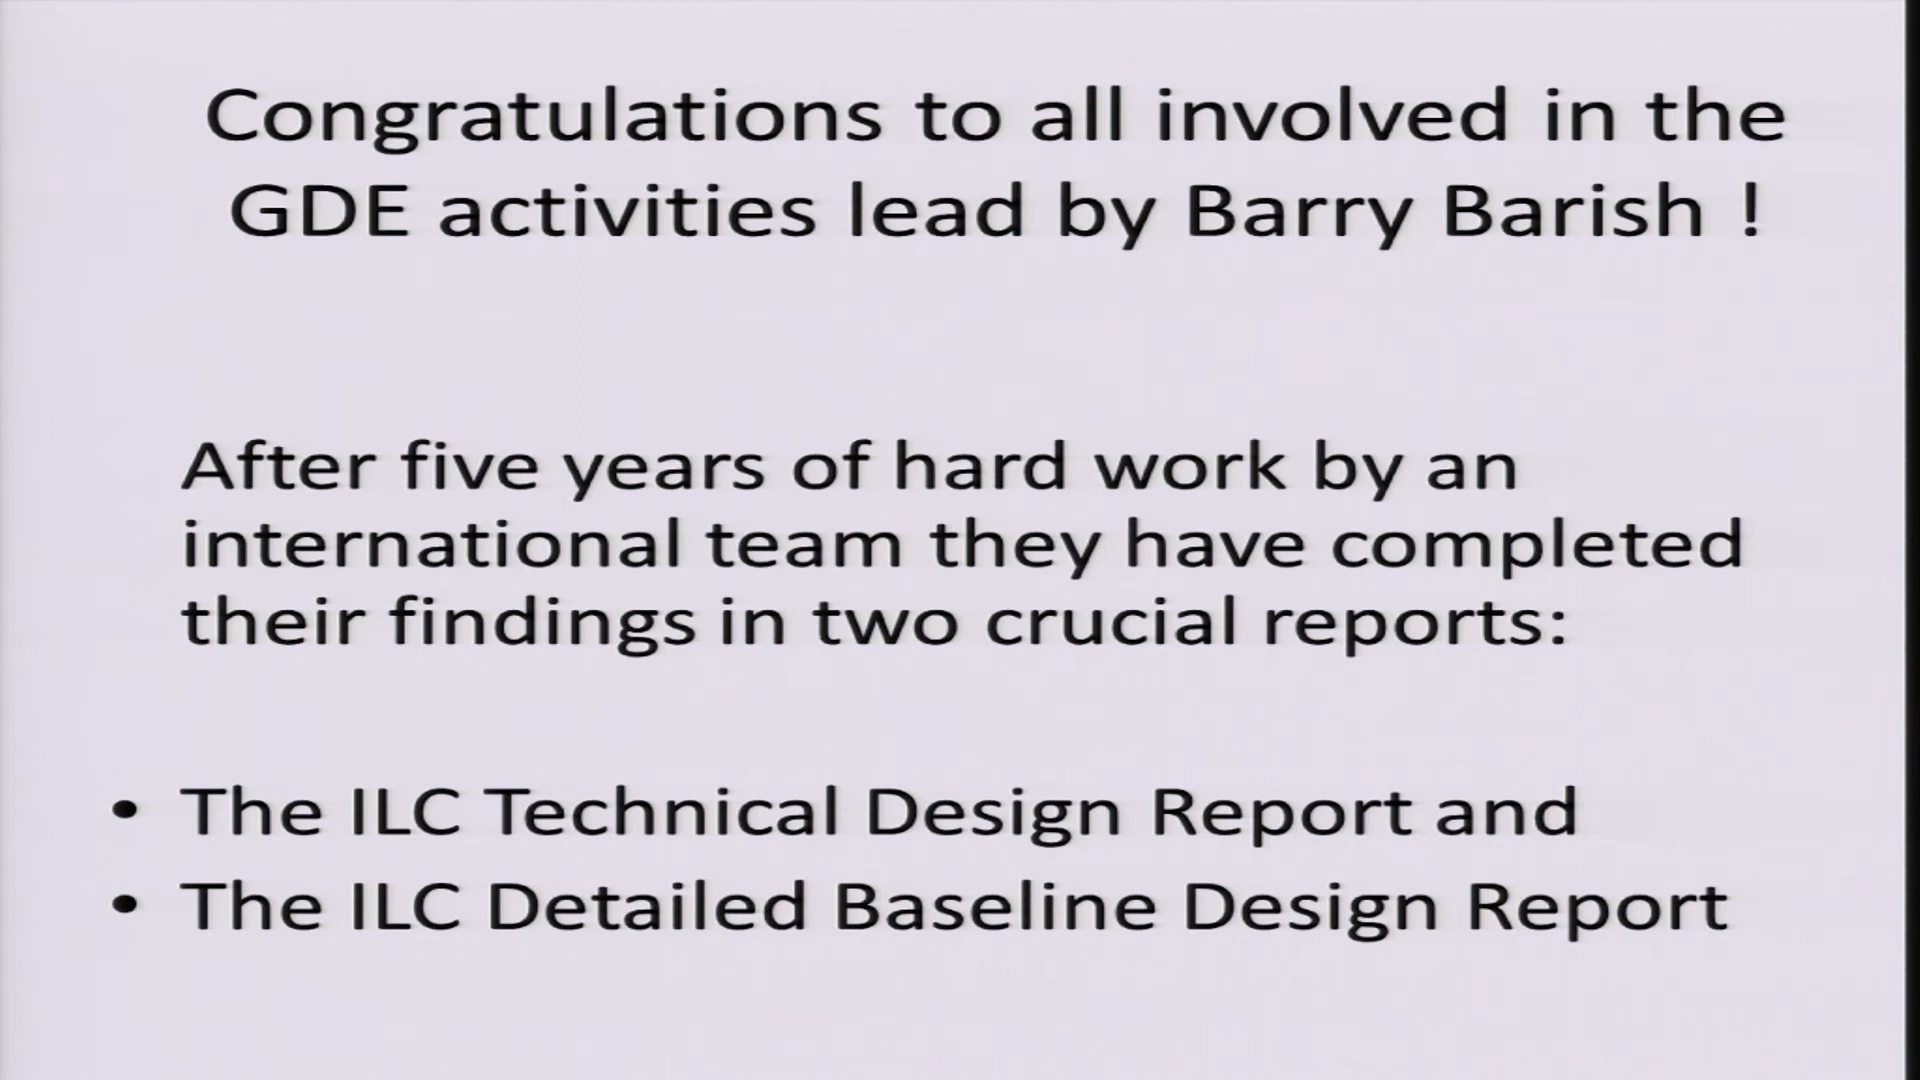 Congratulations to all involved in the
GDE activities lead by Barry Barish !
After five years of hard work by an
international team they have completed
their findings in two crucial reports:
• The ILC Technical Design Report and
• The ILC Detailed Baseline Design Report